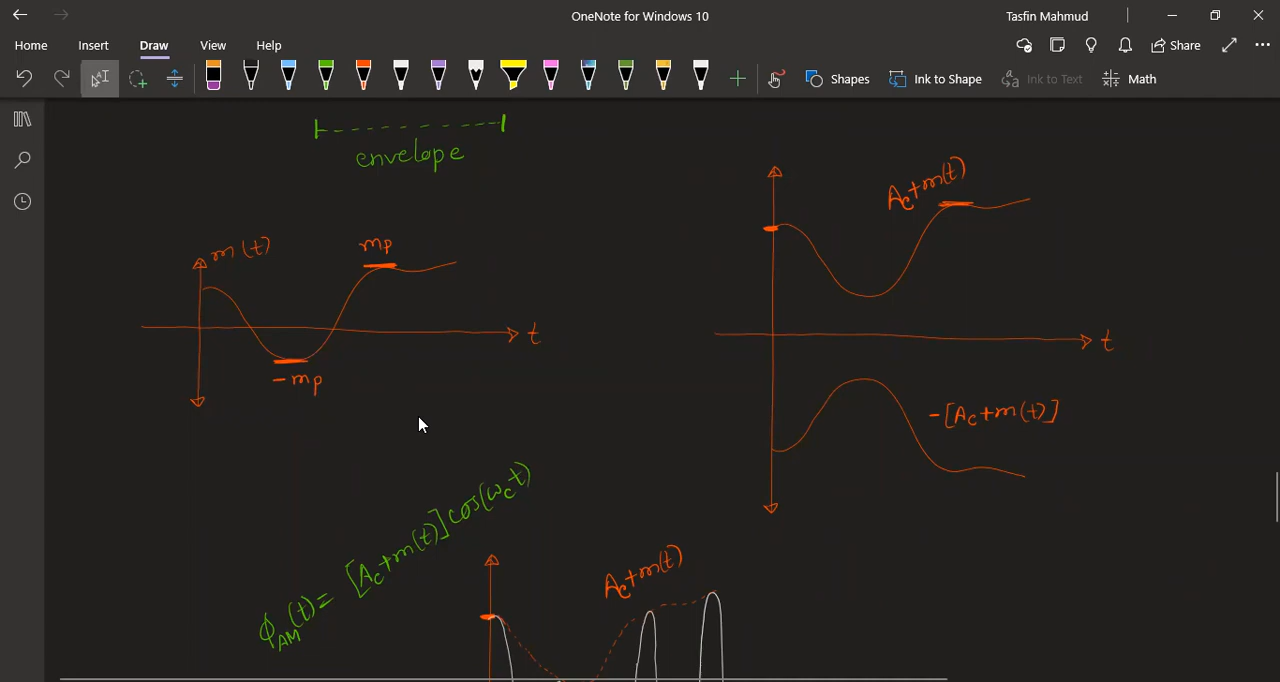 OneNote for Windows 10
Tasfin Mahmud
Home Insert Draw View Help
Share
Shapes
Ink to Shape
Ink to Text
Math
envelope
m(t)
mp
-mp
t
Ac+m(t)
t
-[Ac+m(t)]
ϕAM(t)= [Ac+m(t)]cos(ωct)
Ac+m(t)